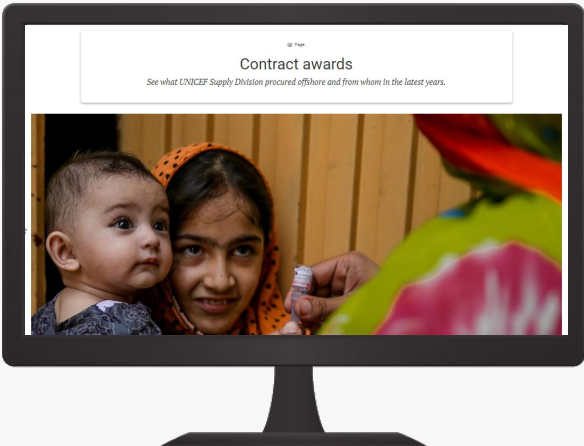 Page
Contract awards
See what UNICEF Supply Division procured offshore and from whom in the latest years.